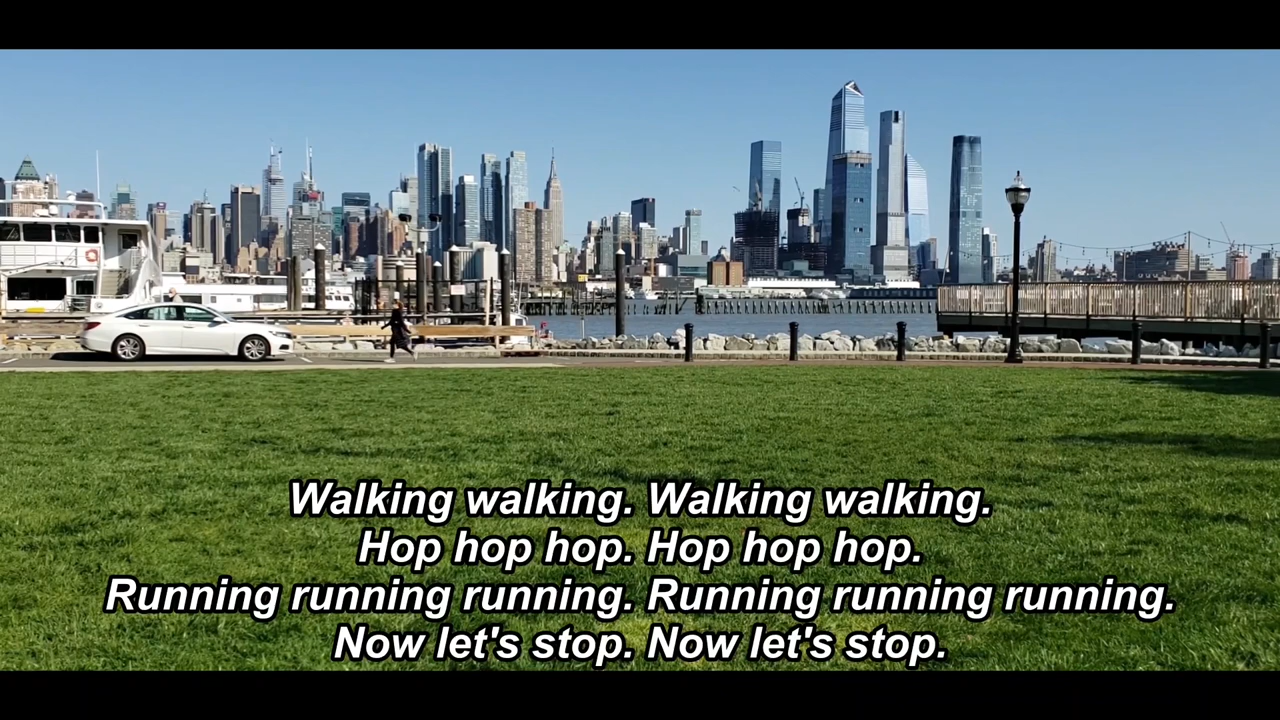 Walking walking. Walking walking.
Hop hop hop. Hop hop hop.
Running running running. Running running running.
Now let's stop. Now let's stop.